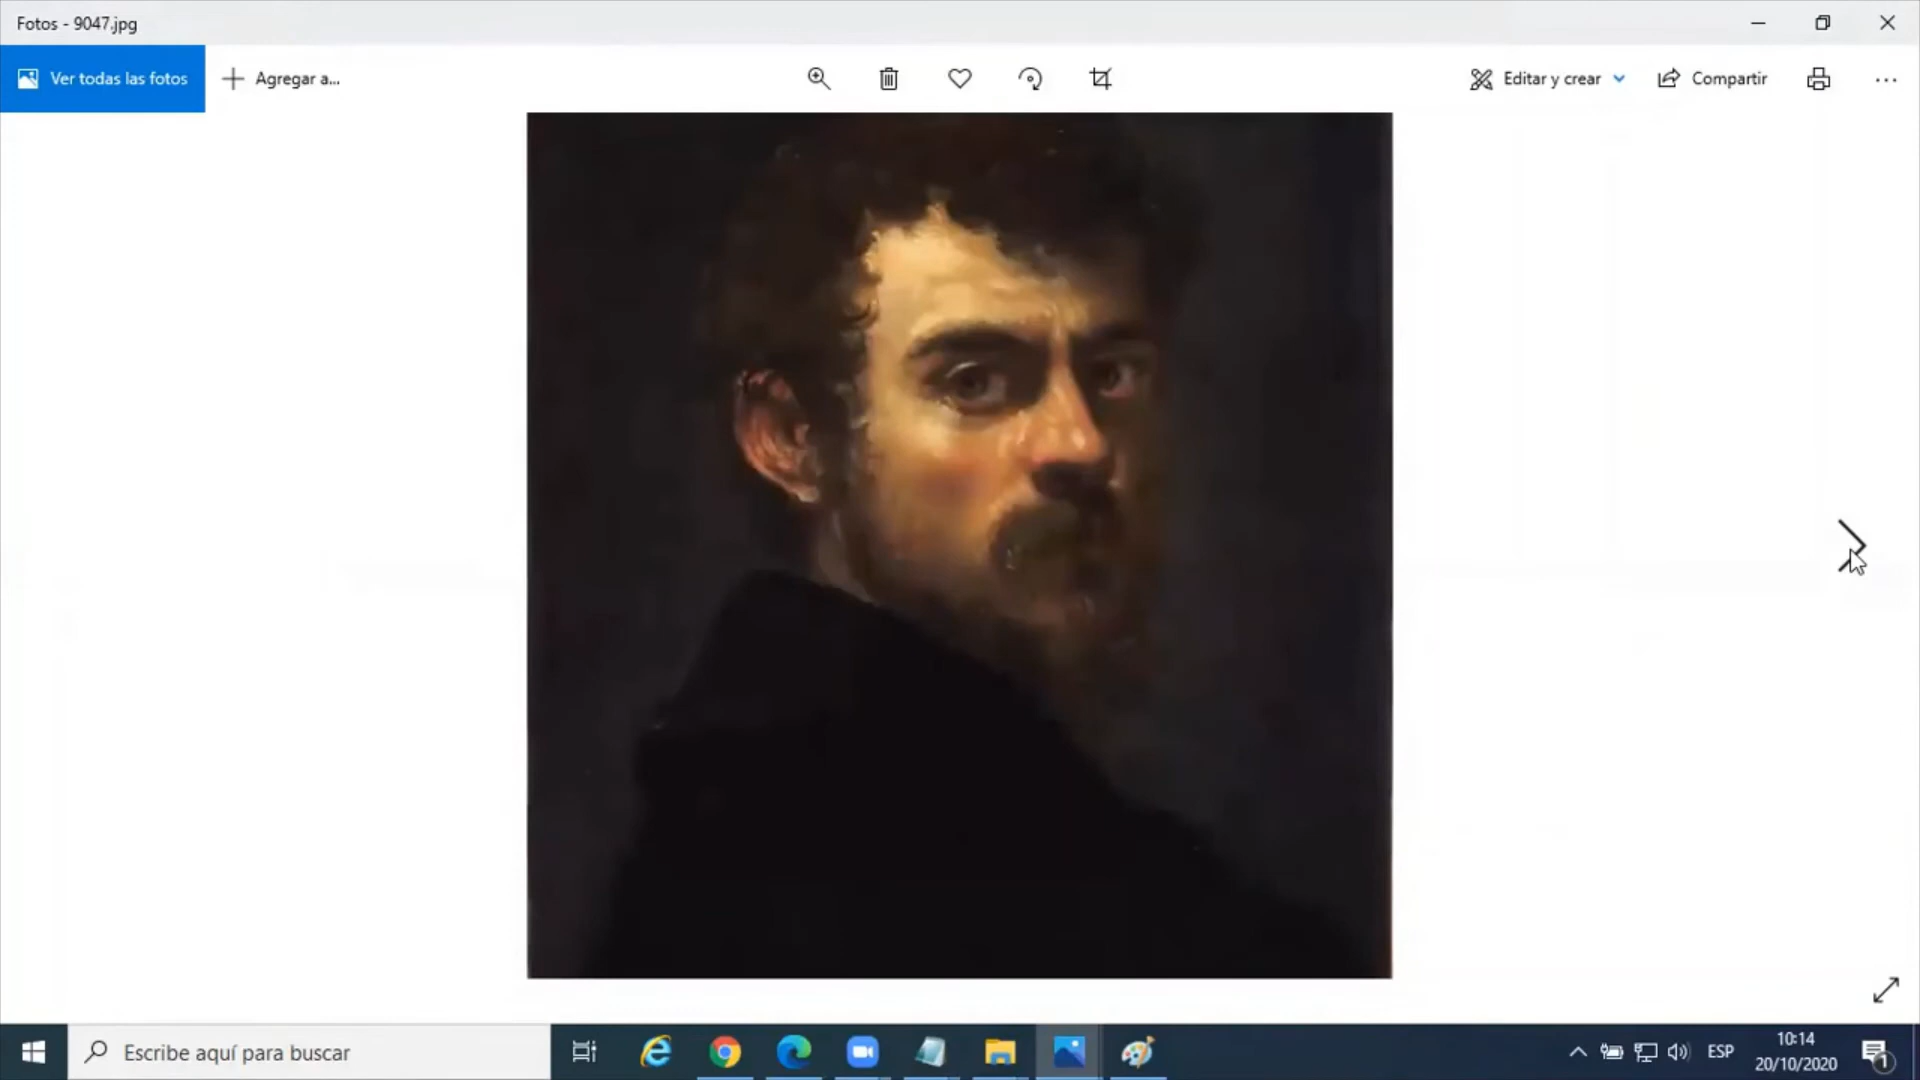 Fotos - 9047.jpg
Ver todas las fotos
Agregar a...
Editar y crear
Compartir
Escribe aquí para buscar
ESP
10:14
20/10/2020
1